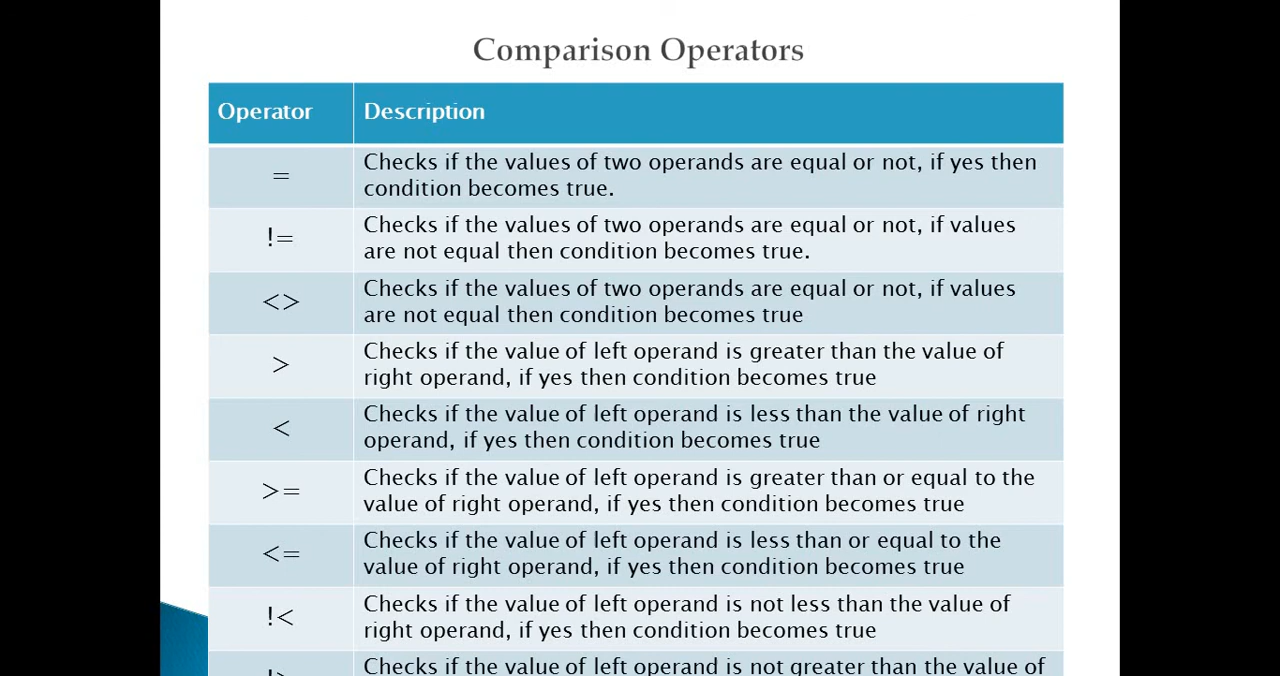 Comparison Operators
Operator Description
= Checks if the values of two operands are equal or not, if yes then
condition becomes true.
!= Checks if the values of two operands are equal or not, if values
are not equal then condition becomes true.
<> Checks if the values of two operands are equal or not, if values
are not equal then condition becomes true
> Checks if the value of left operand is greater than the value of
right operand, if yes then condition becomes true
< Checks if the value of left operand is less than the value of right
operand, if yes then condition becomes true
>= Checks if the value of left operand is greater than or equal to the
value of right operand, if yes then condition becomes true
<= Checks if the value of left operand is less than or equal to the
value of right operand, if yes then condition becomes true
!< Checks if the value of left operand is not less than the value of
right operand, if yes then condition becomes true
!> Checks if the value of left operand is not greater than the value of